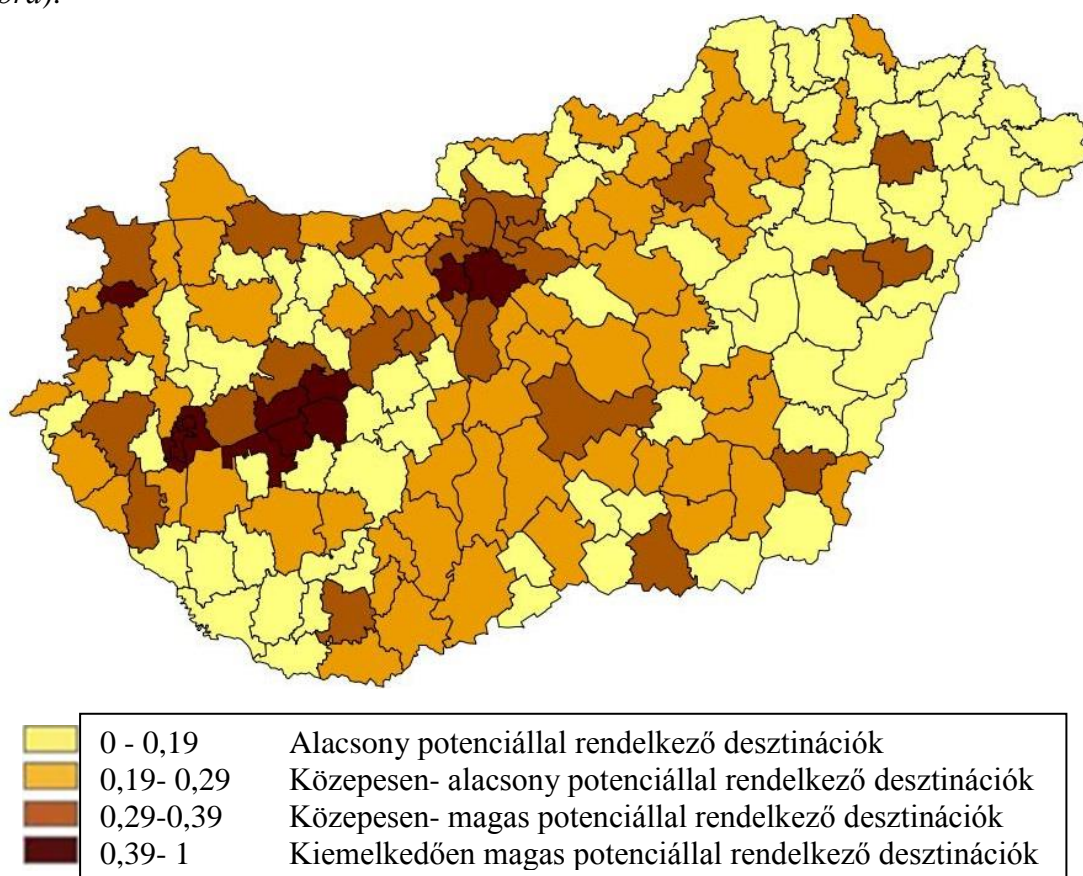 0 - 0,19 Alacsony potenciállal rendelkező desztinációk
0,19- 0,29 Közepesen- alacsony potenciállal rendelkező desztinációk
0,29-0,39 Közepesen- magas potenciállal rendelkező desztinációk
0,39- 1 Kiemelkedően magas potenciállal rendelkező desztinációk